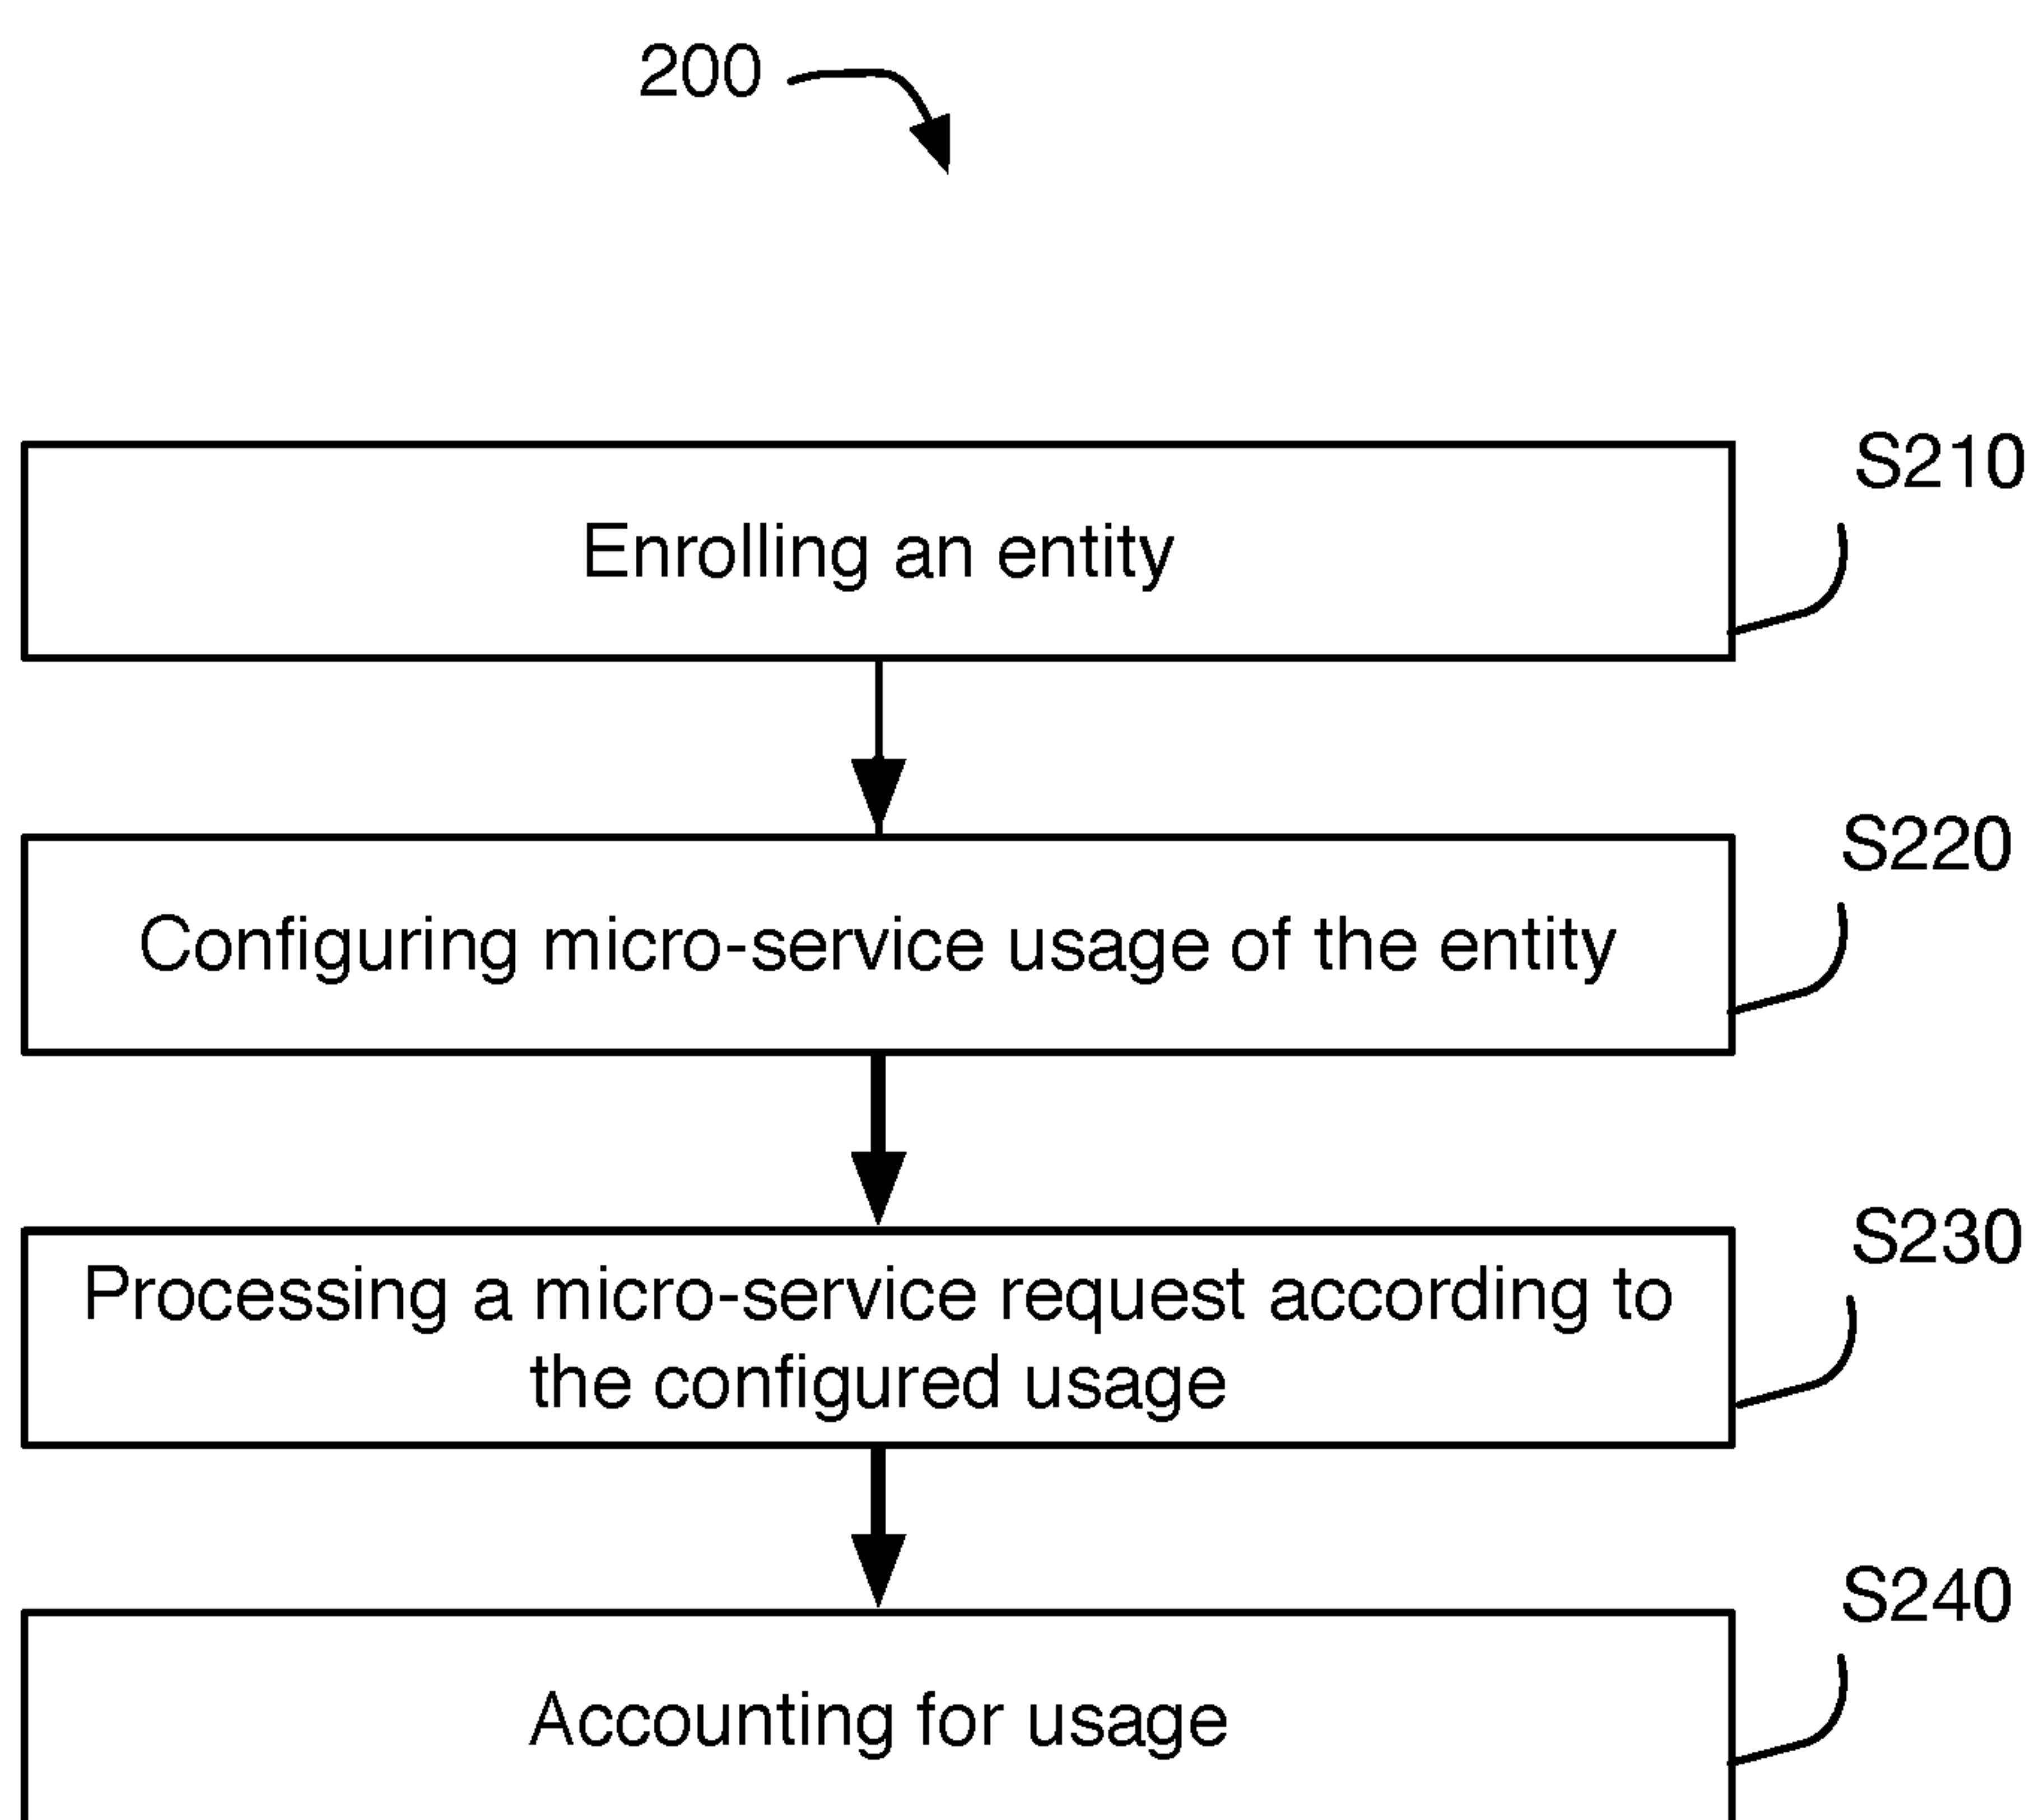 200
S210
Enrolling an entity
S220
Configuring micro-service usage of the entity
S230
Processing a micro-service request according to
the configured usage
S240
Accounting for usage